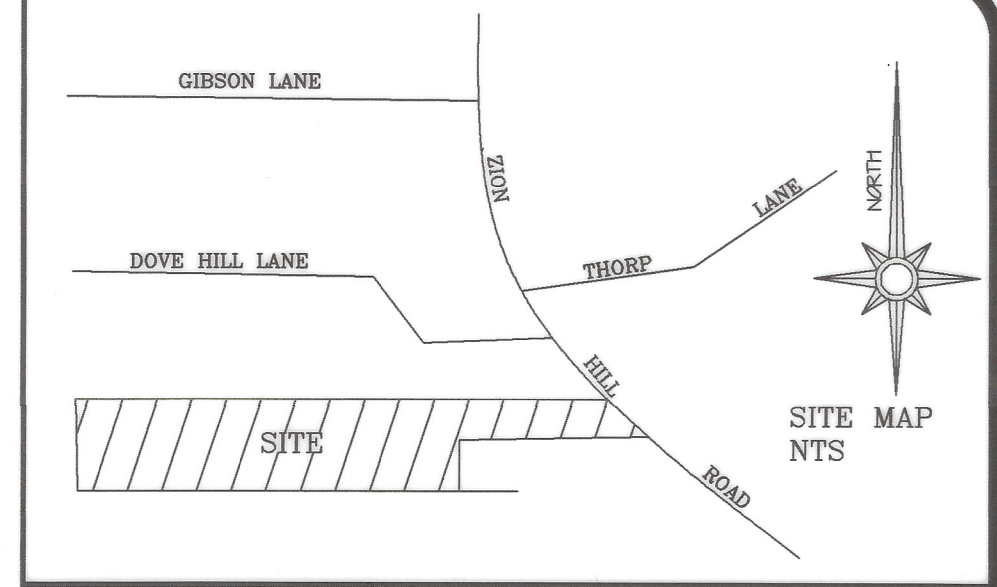 GIBSON LANE
ZION
NORTH
LANE
THORP
DOVE HILL LANE
HILL
SITE MAP
NTS
SITE
ROAD